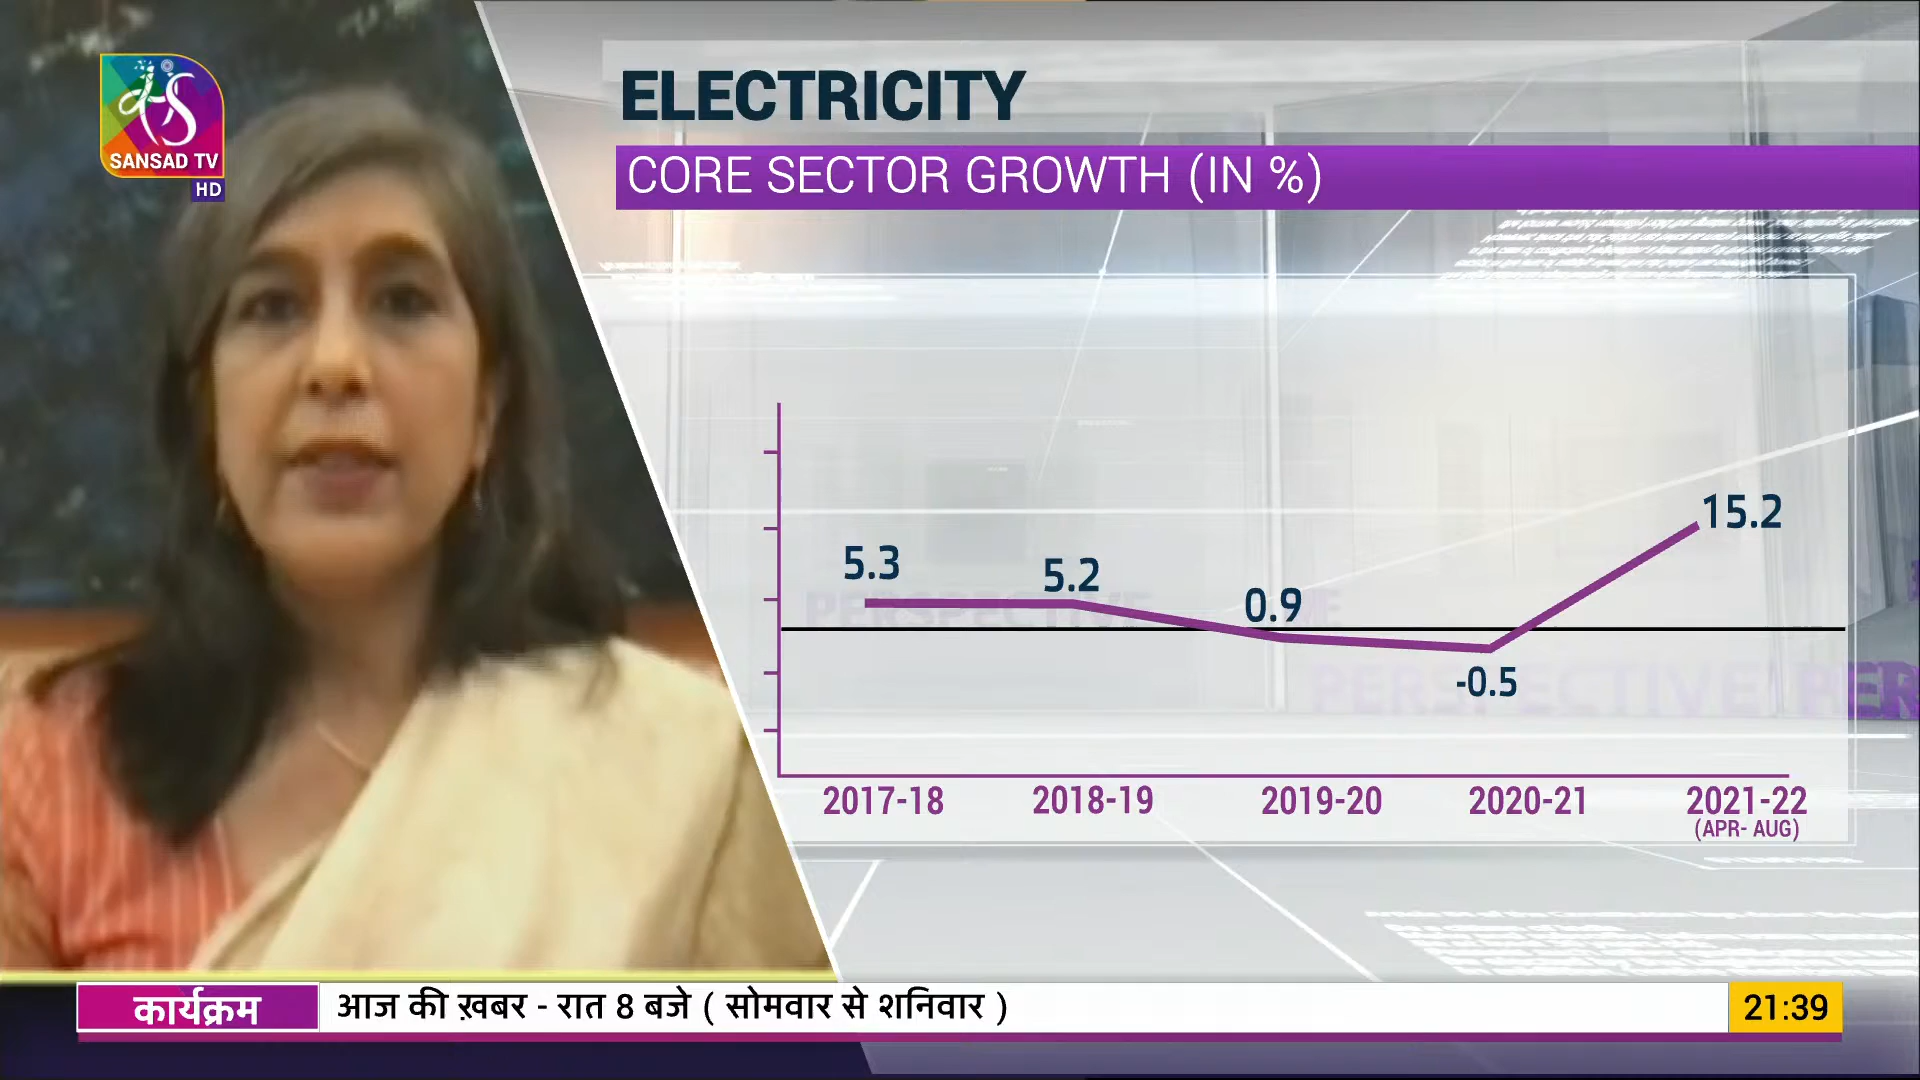 SANSAD TV
HD
ELECTRICITY
CORE SECTOR GROWTH (IN %)
15.2
5.3
5.2
0.9
-0.5
PERSPECTIVE
PERSPECTIVE
2017-18
2018-19
2019-20
2020-21
2021-22
(APR- AUG)
कार्यक्रम
आज की ख़बर - रात 8 बजे ( सोमवार से शनिवार )
21:39